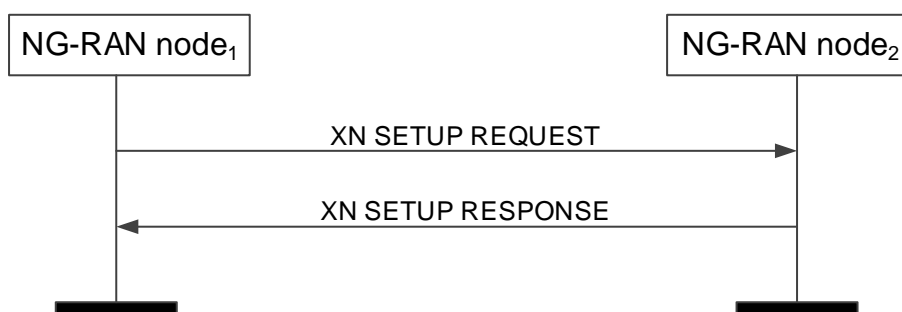 NG-RAN node₁
NG-RAN node₂
XN SETUP REQUEST
XN SETUP RESPONSE